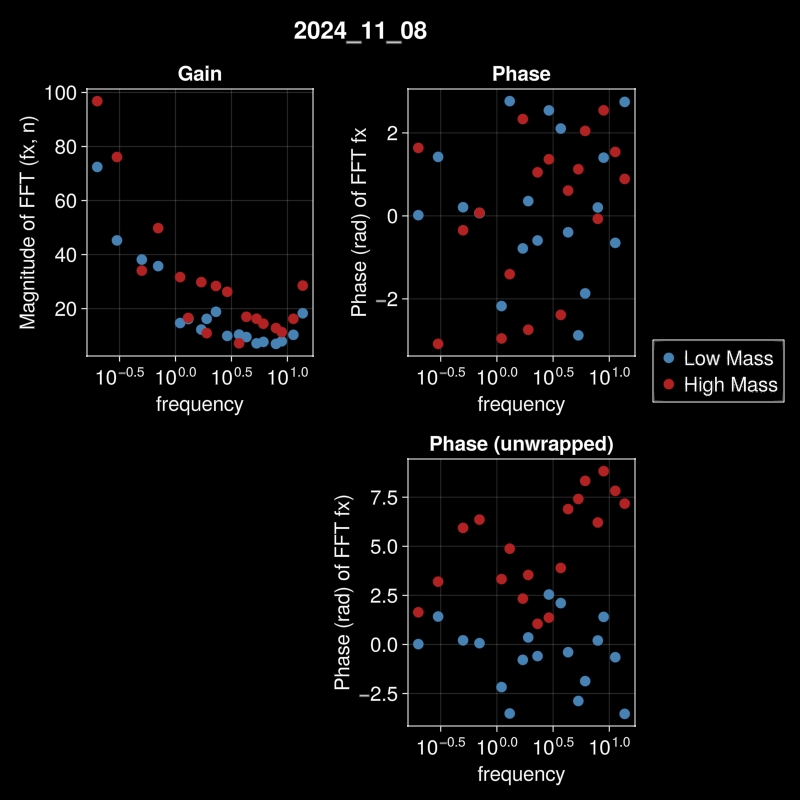 2024_11_08
Gain
Magnitude of FFT (fx, n)
100
80
60
40
20
10^−0.5 10^0.0 10^0.5 10^1.0
frequency
Phase
Phase (rad) of FFT fx
2
0
−2
10^−0.5 10^0.0 10^0.5 10^1.0
frequency
Low Mass
High Mass
Phase (unwrapped)
Phase (rad) of FFT fx)
7.5
5.0
2.5
0.0
−2.5
10^−0.5 10^0.0 10^0.5 10^1.0
frequency